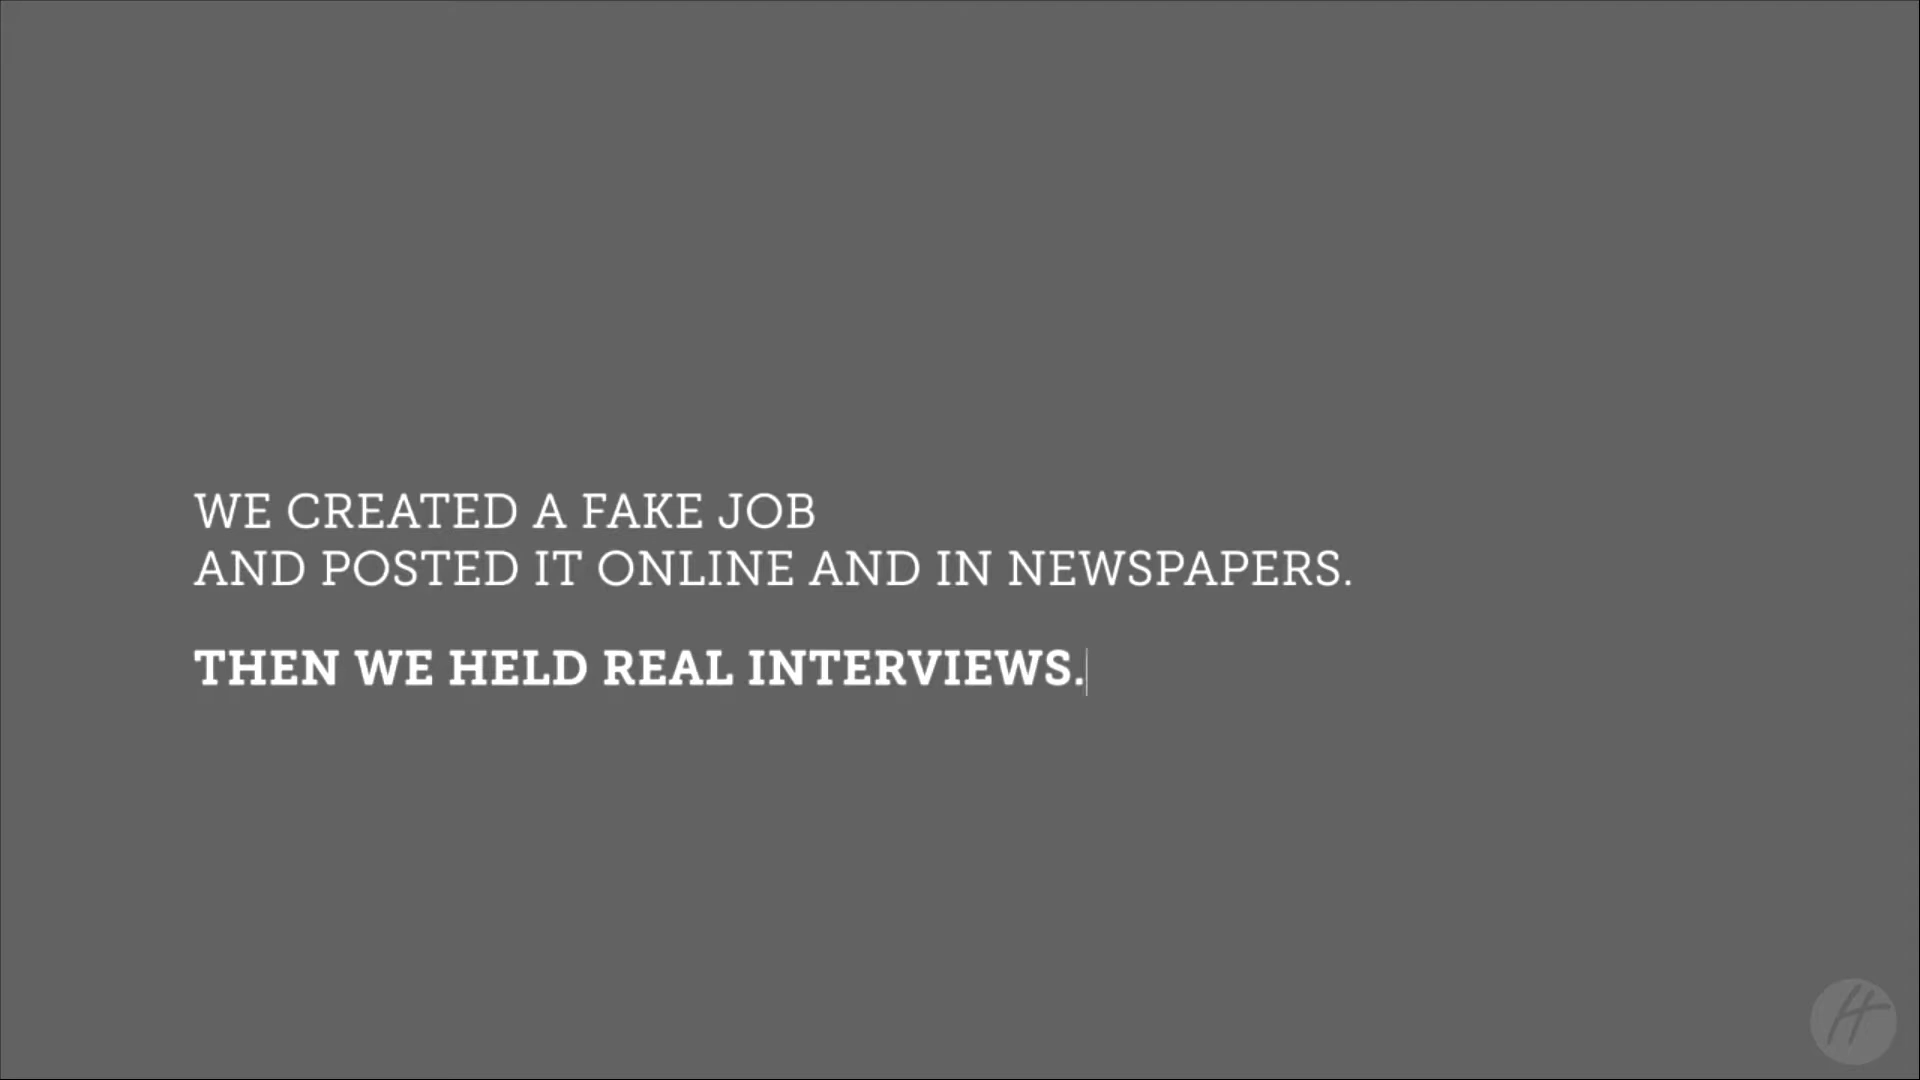 WE CREATED A FAKE JOB
AND POSTED IT ONLINE AND IN NEWSPAPERS.
THEN WE HELD REAL INTERVIEWS.